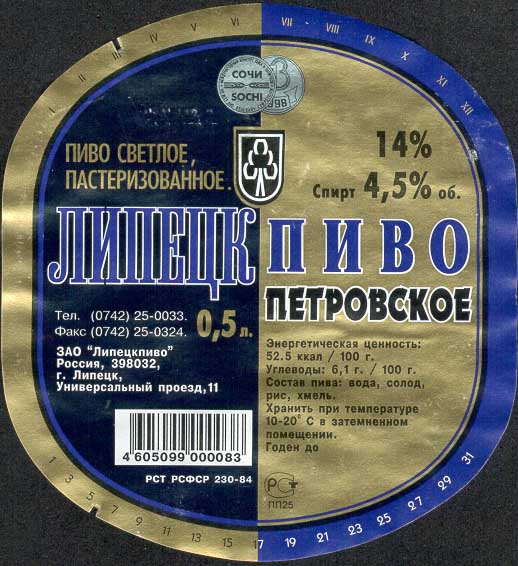 I II III IV V VI VII VIII IX X XI XII
СОЧИ
SOCHI
ПИВО СВЕТЛОЕ,
ПАСТЕРИЗОВАННОЕ.
14%
Спирт 4,5% об.
ЛИПЕЦК ПИВО
ПЕТРОВСКОЕ
Тел. (0742) 25-0033.
Факс (0742) 25-0324.
0,5 л.
ЗАО "Липецкпиво"
Россия, 398032,
г. Липецк,
Универсальный проезд,11
Энергетическая ценность:
52.5 ккал / 100 г.
Углеводы: 6,1 г. / 100 г.
Состав пива: вода, солод,
рис, хмель.
Хранить при температуре
10-20° С в затемненном
помещении.
Годен до
4 605099 000083
РСТ РСФСР 230-84
РСТ
ПП25
1 3 5 7 9 11 13 15 17 19 21 23 25 27 29 31